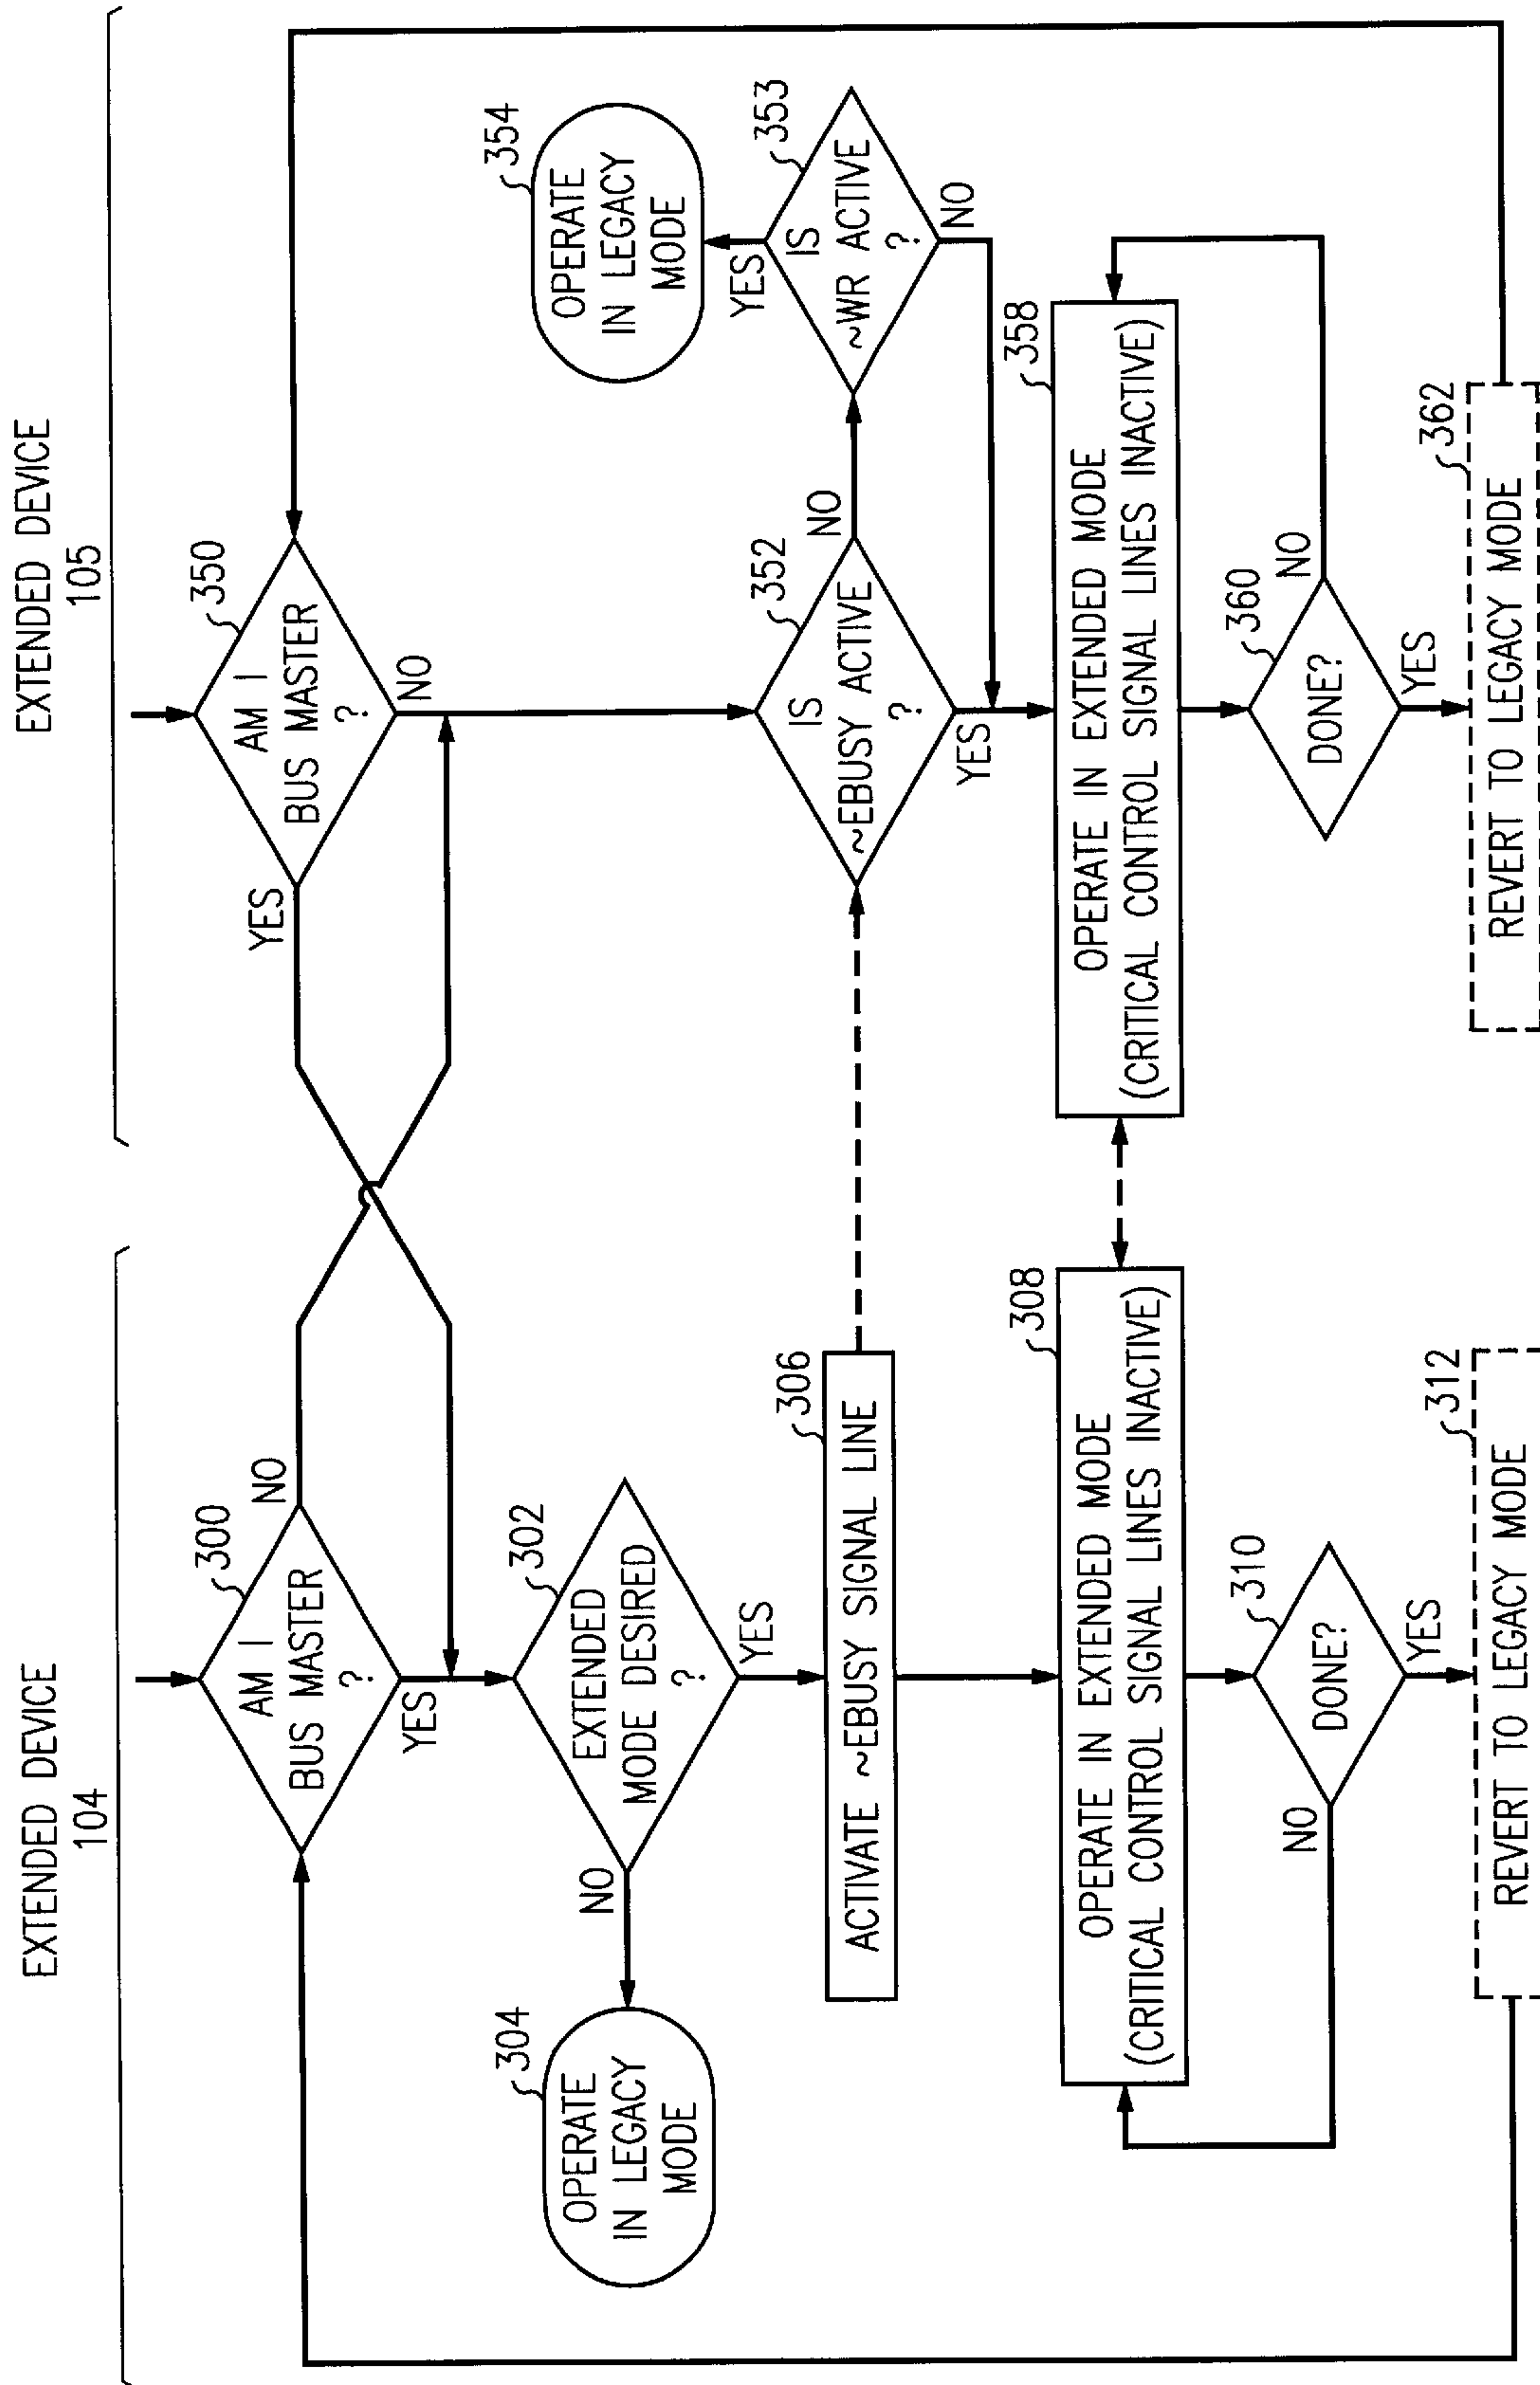 EXTENDED DEVICE
104
300
AM I
BUS MASTER
?
NO
YES
302
EXTENDED
MODE DESIRED
?
NO
YES
304
OPERATE
IN LEGACY
MODE
306
ACTIVATE ~EBUSY SIGNAL LINE
308
OPERATE IN EXTENDED MODE
(CRITICAL CONTROL SIGNAL LINES INACTIVE)
310
DONE?
NO
YES
312
REVERT TO LEGACY MODE
EXTENDED DEVICE
105
350
AM I
BUS MASTER
?
YES
NO
352
IS
~EBUSY ACTIVE
?
NO
YES
353
IS
~WR ACTIVE
?
YES
NO
354
OPERATE
IN LEGACY
MODE
358
OPERATE IN EXTENDED MODE
(CRITICAL CONTROL SIGNAL LINES INACTIVE)
360
DONE?
NO
YES
362
REVERT TO LEGACY MODE